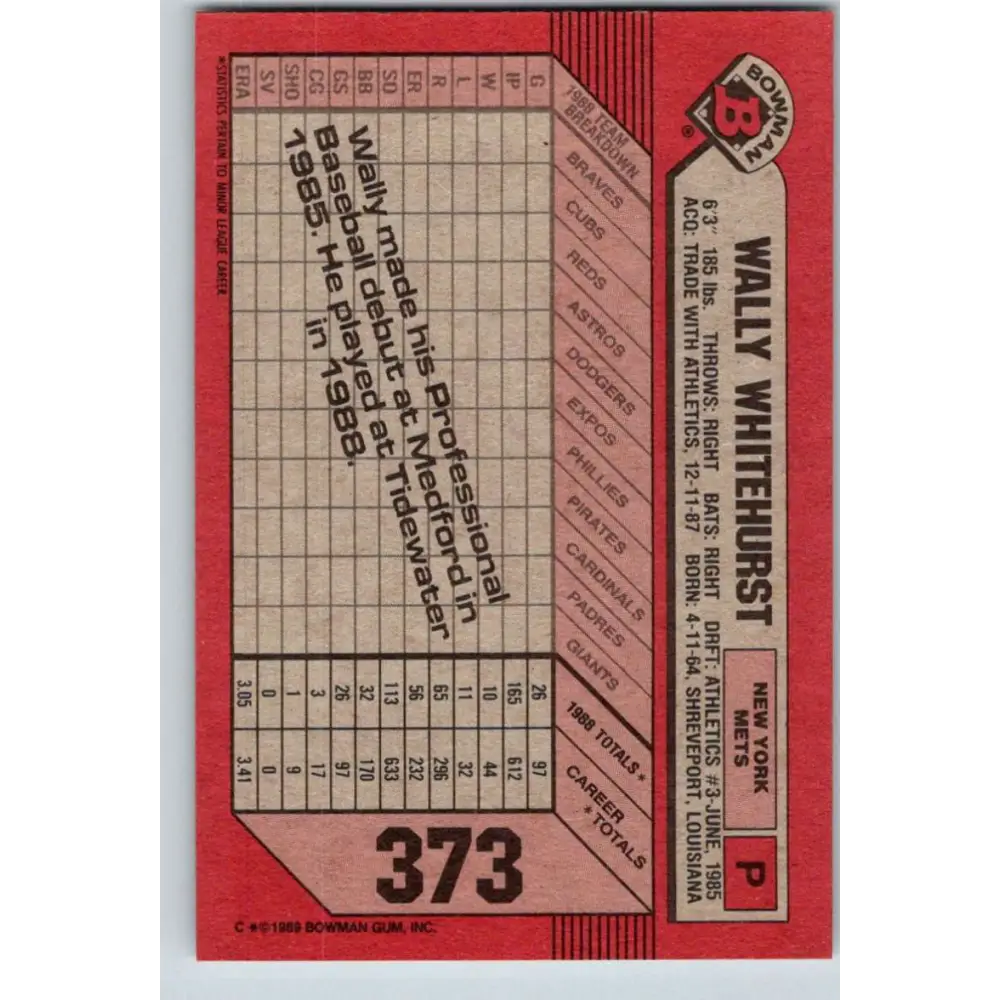 BOWMAN
B
®
WALLY WHITEHURST
NEW YORK
METS
P
6'3" 185 lbs. THROWS: RIGHT BATS: RIGHT DRFT: ATHLETICS #3-JUNE, 1985
ACQ: TRADE WITH ATHLETICS, 12-11-87 BORN: 4-11-64, SHREVEPORT, LOUISIANA
1988 TEAM
BREAKDOWN
BRAVES
CUBS
REDS
ASTROS
DODGERS
EXPOS
PHILLIES
PIRATES
CARDINALS
PADRES
GIANTS
1988 TOTALS*
CAREER
*TOTALS
G 26 97
IP 165 612
W 10 44
L 11 32
R 65 296
ER 56 232
SO 113 633
BB 32 170
GS 26 97
CG 3 17
SHO 1 9
SV 0 0
ERA 3.05 3.41
Wally made his Professional
Baseball debut at Medford in
1985. He played at Tidewater
in 1988.
*STATISTICS PERTAIN TO MINOR LEAGUE CAREER.
373
C *©1989 BOWMAN GUM, INC.